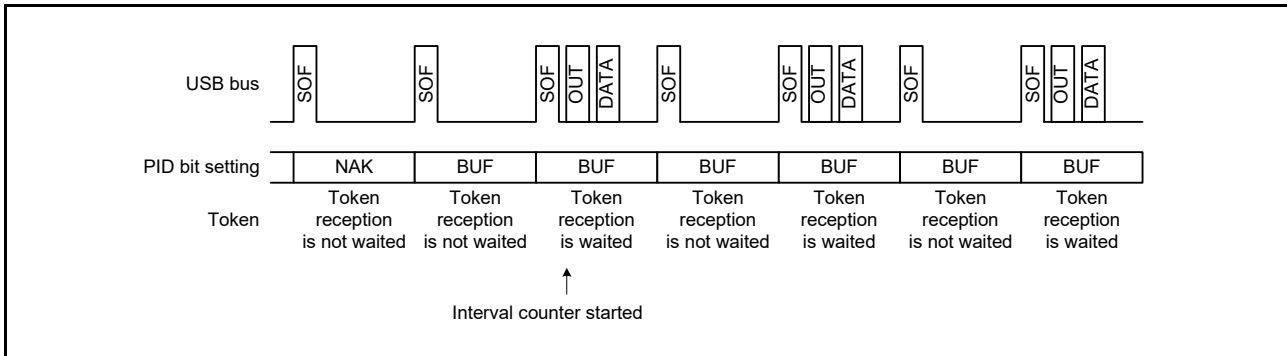 SOF SOF SOF OUT DATA SOF SOF OUT DATA SOF SOF OUT DATA
USB bus
PID bit setting NAK BUF BUF BUF BUF BUF BUF
Token Token Token Token Token Token Token
Token reception reception reception reception reception reception reception
is not waited is not waited is waited is not waited is waited is not waited is waited
Interval counter started